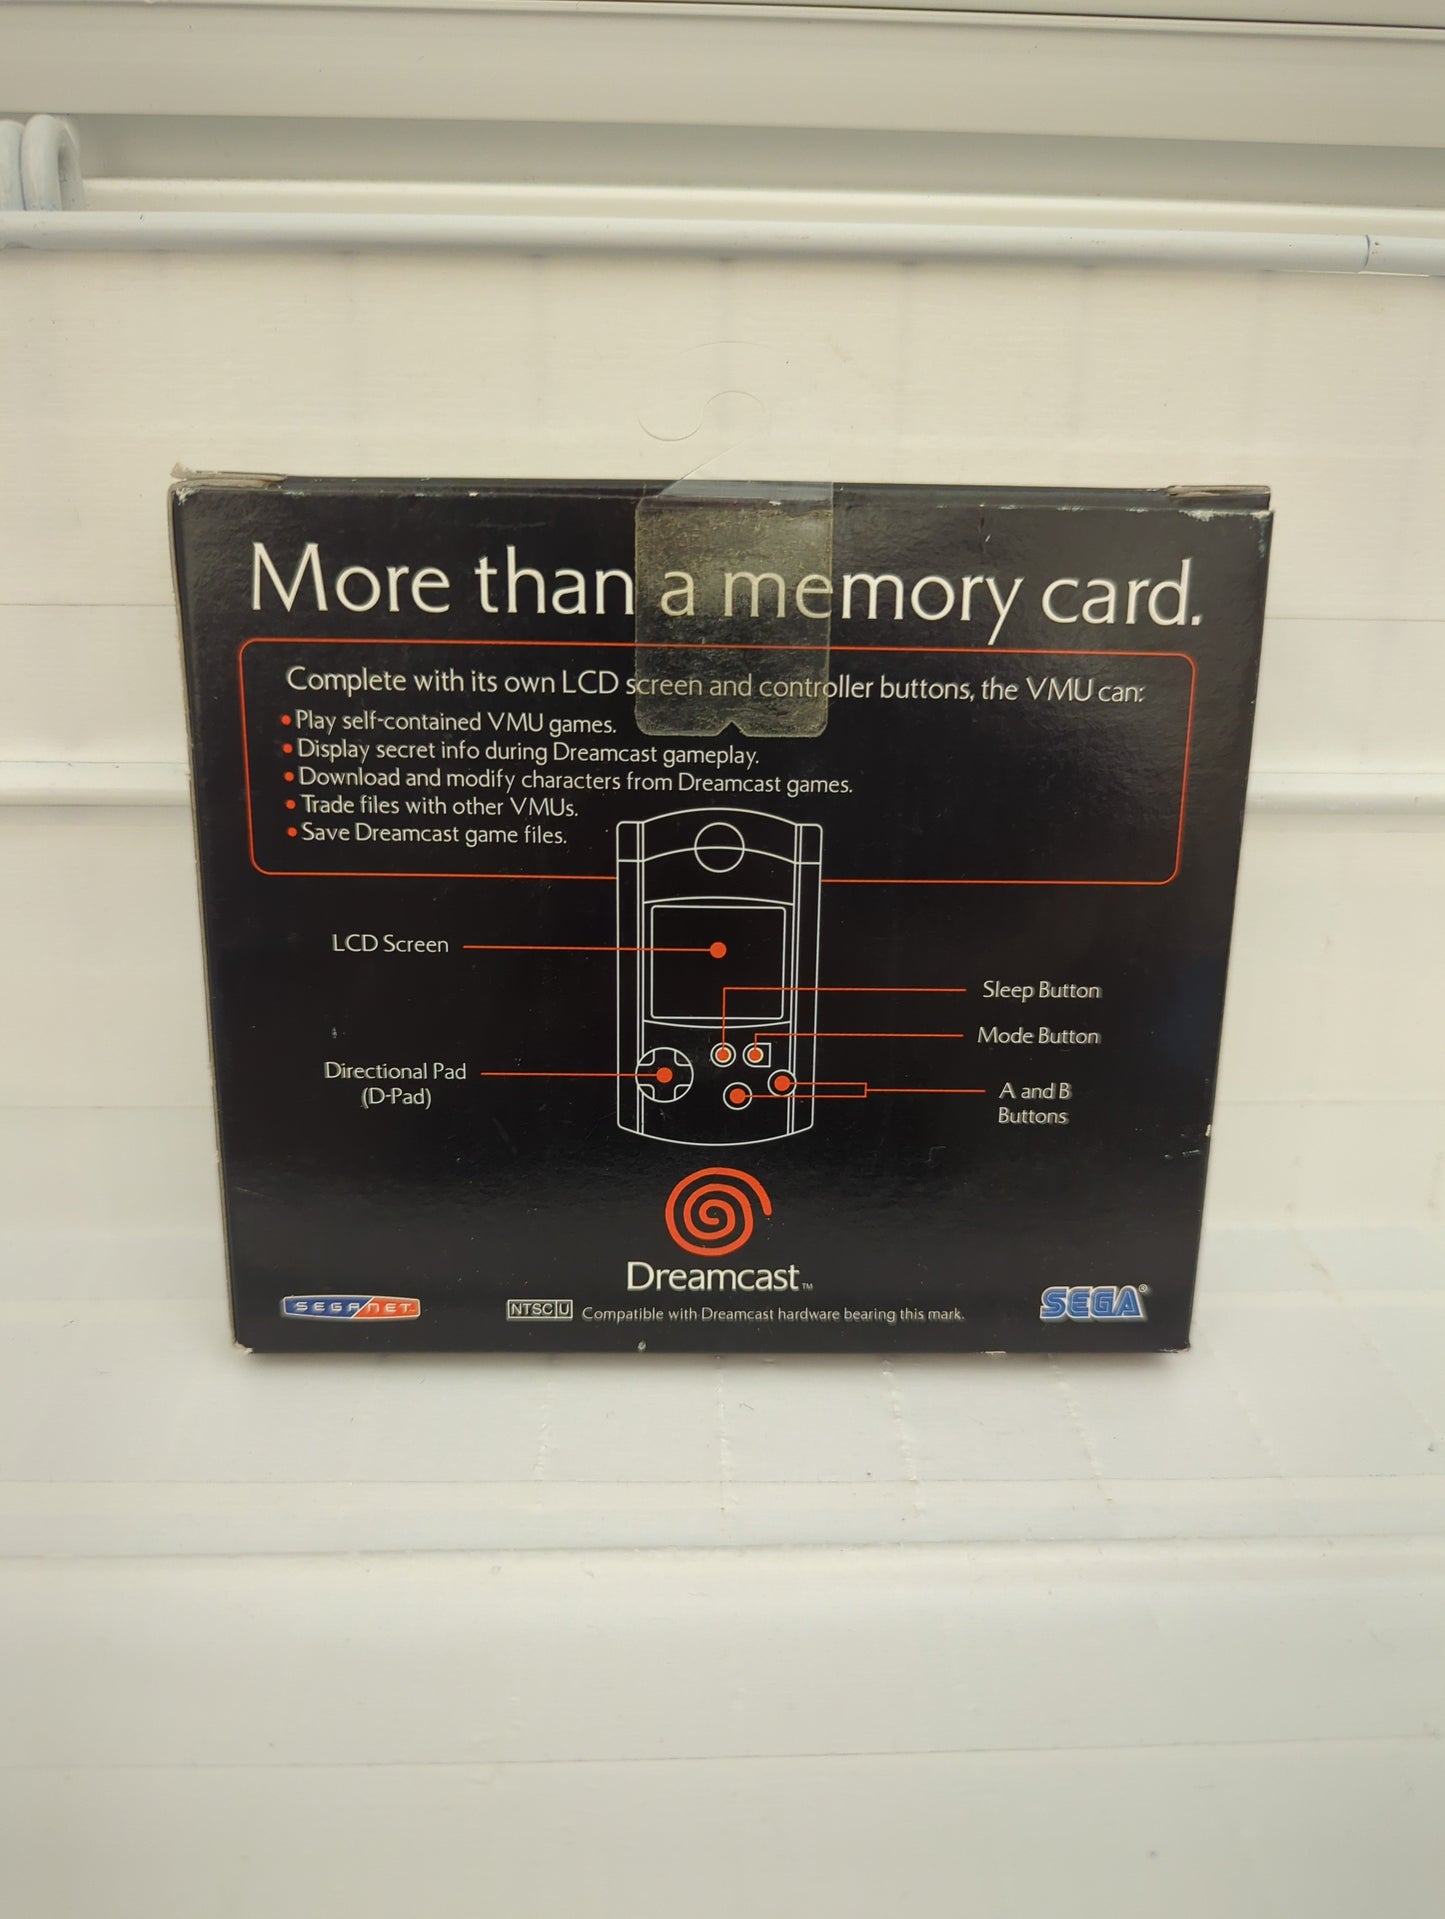 More than a memory card.
Complete with its own LCD screen and controller buttons, the VMU can:
• Play self-contained VMU games.
• Display secret info during Dreamcast gameplay.
• Download and modify characters from Dreamcast games.
• Trade files with other VMUs.
• Save Dreamcast game files.
LCD Screen
Sleep Button
Mode Button
Directional Pad
(D-Pad)
A and B
Buttons
Dreamcast™
SEGANET™
NTSC U Compatible with Dreamcast hardware bearing this mark.
SEGA®